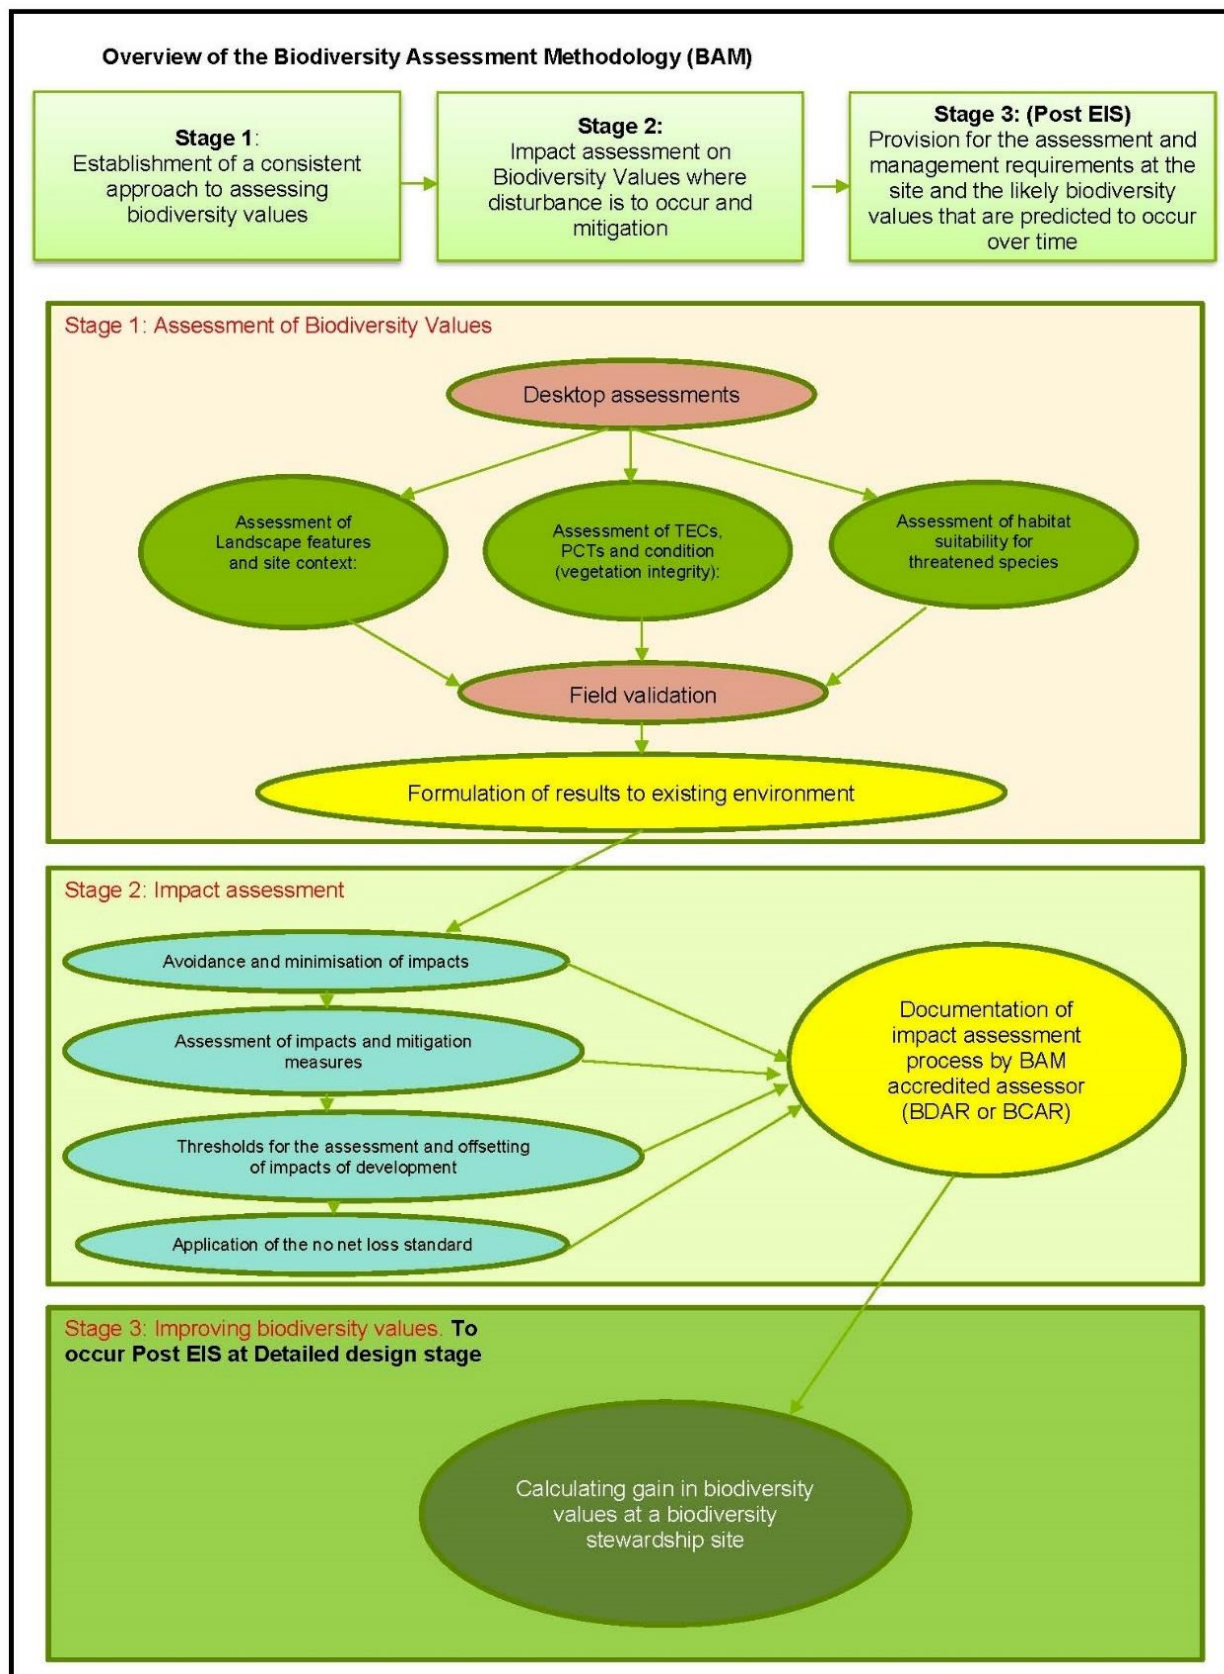 Overview of the Biodiversity Assessment Methodology (BAM)
Stage 1:
Establishment of a consistent
approach to assessing
biodiversity values
Stage 2:
Impact assessment on
Biodiversity Values where
disturbance is to occur and
mitigation
Stage 3: (Post EIS)
Provision for the assessment and
management requirements at the
site and the likely biodiversity
values that are predicted to occur
over time
Stage 1: Assessment of Biodiversity Values
Desktop assessments
Assessment of
Landscape features
and site context:
Assessment of TECs,
PCTs and condition
(vegetation integrity):
Assessment of habitat
suitability for
threatened species
Field validation
Formulation of results to existing environment
Stage 2: Impact assessment
Avoidance and minimisation of impacts
Assessment of impacts and mitigation
measures
Thresholds for the assessment and offsetting
of impacts of development
Application of the no net loss standard
Documentation of
impact assessment
process by BAM
accredited assessor
(BDAR or BCAR)
Stage 3: Improving biodiversity values. To
occur Post EIS at Detailed design stage
Calculating gain in biodiversity
values at a biodiversity
stewardship site